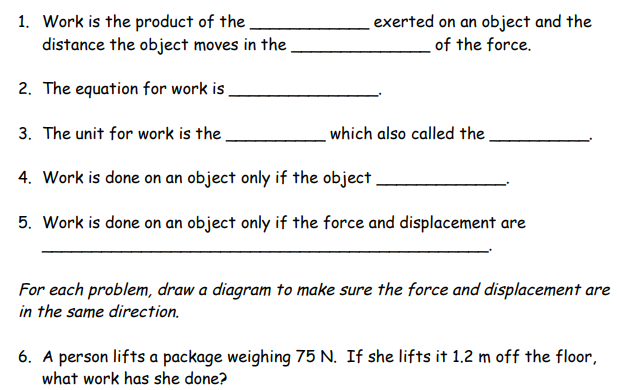 1. Work is the product of the ______________ exerted on an object and the
distance the object moves in the ________________ of the force.
2. The equation for work is __________________.
3. The unit for work is the ____________ which also called the ____________.
4. Work is done on an object only if the object _______________.
5. Work is done on an object only if the force and displacement are
_____________________________________________________.
For each problem, draw a diagram to make sure the force and displacement are
in the same direction.
6. A person lifts a package weighing 75 N. If she lifts it 1.2 m off the floor,
what work has she done?